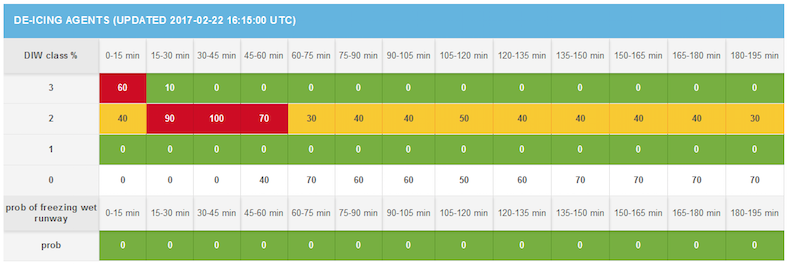 DE-ICING AGENTS (UPDATED 2017-02-22 16:15:00 UTC)
DIW class % 0-15 min 15-30 min 30-45 min 45-60 min 60-75 min 75-90 min 90-105 min 105-120 min 120-135 min 135-150 min 150-165 min 165-180 min 180-195 min
3 60 10 0 0 0 0 0 0 0 0 0 0 0
2 40 90 100 70 30 40 40 50 40 40 40 40 30
1 0 0 0 0 0 0 0 0 0 0 0 0 0
0 0 0 0 40 70 60 60 50 60 70 70 70 70
prob of freezing wet
runway 0-15 min 15-30 min 30-45 min 45-60 min 60-75 min 75-90 min 90-105 min 105-120 min 120-135 min 135-150 min 150-165 min 165-180 min 180-195 min
prob 0 0 0 0 0 0 0 0 0 0 0 0 0